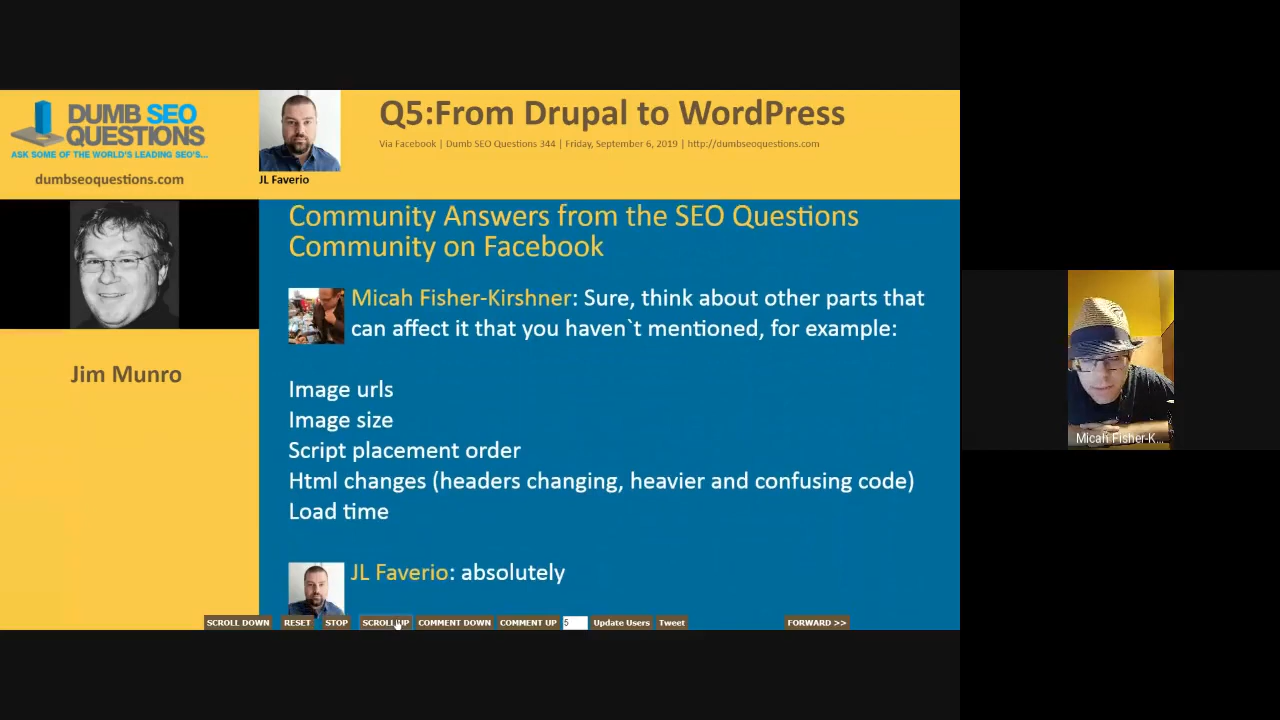 DUMB SEO
QUESTIONS
ASK SOME OF THE WORLD'S LEADING SEO'S...
dumbseoquestions.com
JL Faverio
Q5:From Drupal to WordPress
Via Facebook | Dumb SEO Questions 344 | Friday, September 6, 2019 | http://dumbseoquestions.com
Jim Munro
Community Answers from the SEO Questions
Community on Facebook
Micah Fisher-Kirshner: Sure, think about other parts that
can affect it that you haven`t mentioned, for example:
Image urls
Image size
Script placement order
Html changes (headers changing, heavier and confusing code)
Load time
JL Faverio: absolutely
SCROLL DOWN RESET STOP SCROLL UP COMMENT DOWN COMMENT UP 5 Update Users Tweet FORWARD >>
Micah Fisher-K...